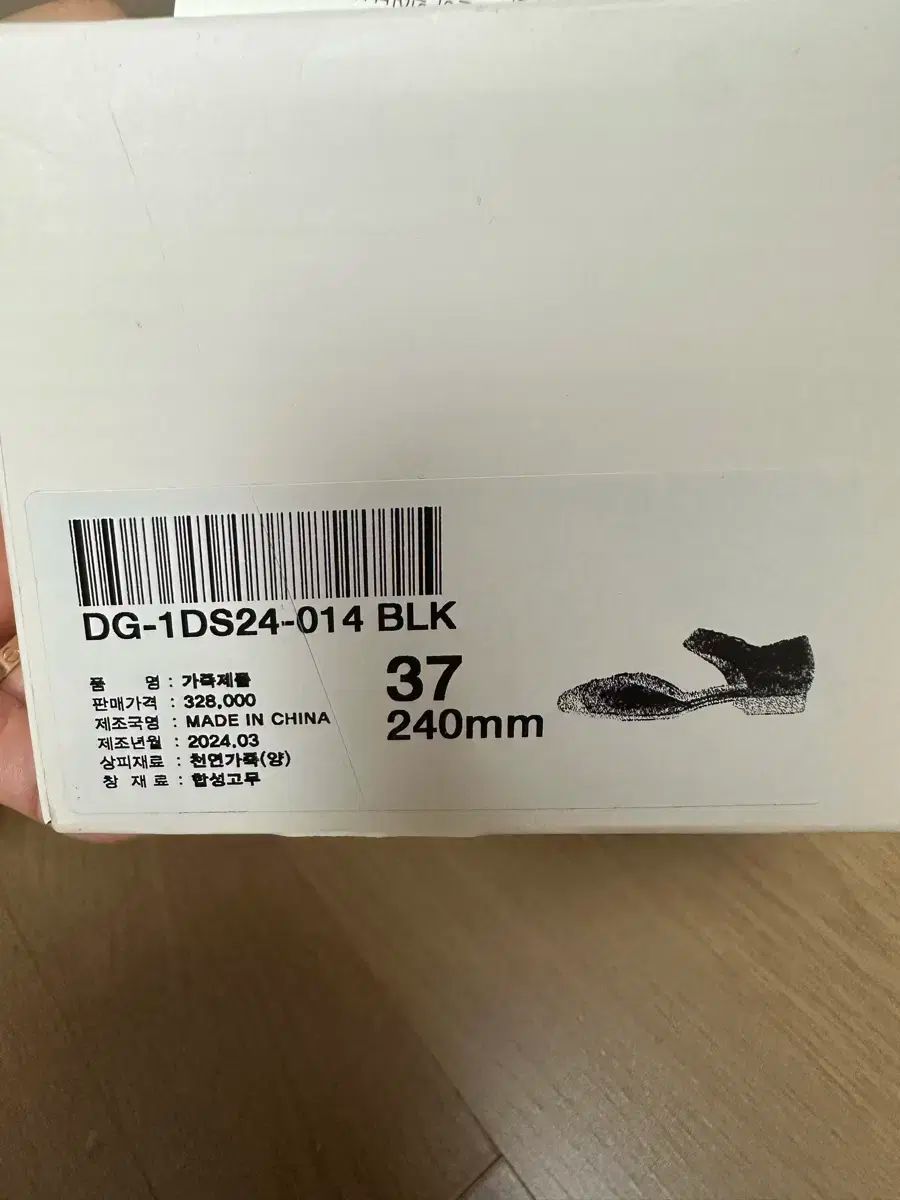 DG-1DS24-014 BLK
품 명 : 가죽제품
판매가격 : 328,000
제조국명 : MADE IN CHINA
제조년월 : 2024.03
상피재료 : 천연가죽(양)
창 재 료 : 합성고무
37
240mm